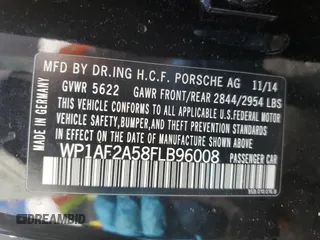 MFD BY DR.ING H.C.F. PORSCHE AG 11/14
GVWR 5622 GAWR FRONT/REAR 2844/2954 LBS
THIS VEHICLE CONFORMS TO ALL APPLICABLE U.S. FEDERAL MOTOR
VEHICLE SAFETY, BUMPER, AND THEFT PREVENTION STANDARDS IN
EFFECT ON THE DATE OF MANUFACTURE SHOWN ABOVE.
WP1AF2A58FLB96008 PASSENGER CAR
MADE IN GERMANY
DREAMBID